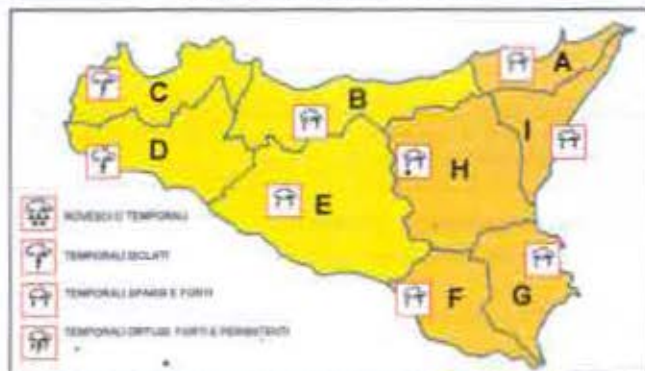 A
C
B
I
D
H
E
F
G
ROVESCI O TEMPORALI
TEMPORALI ISOLATI
TEMPORALI SPARSI E FORTI
TEMPORALI DIFFUSI FORTI E PERSISTENTI